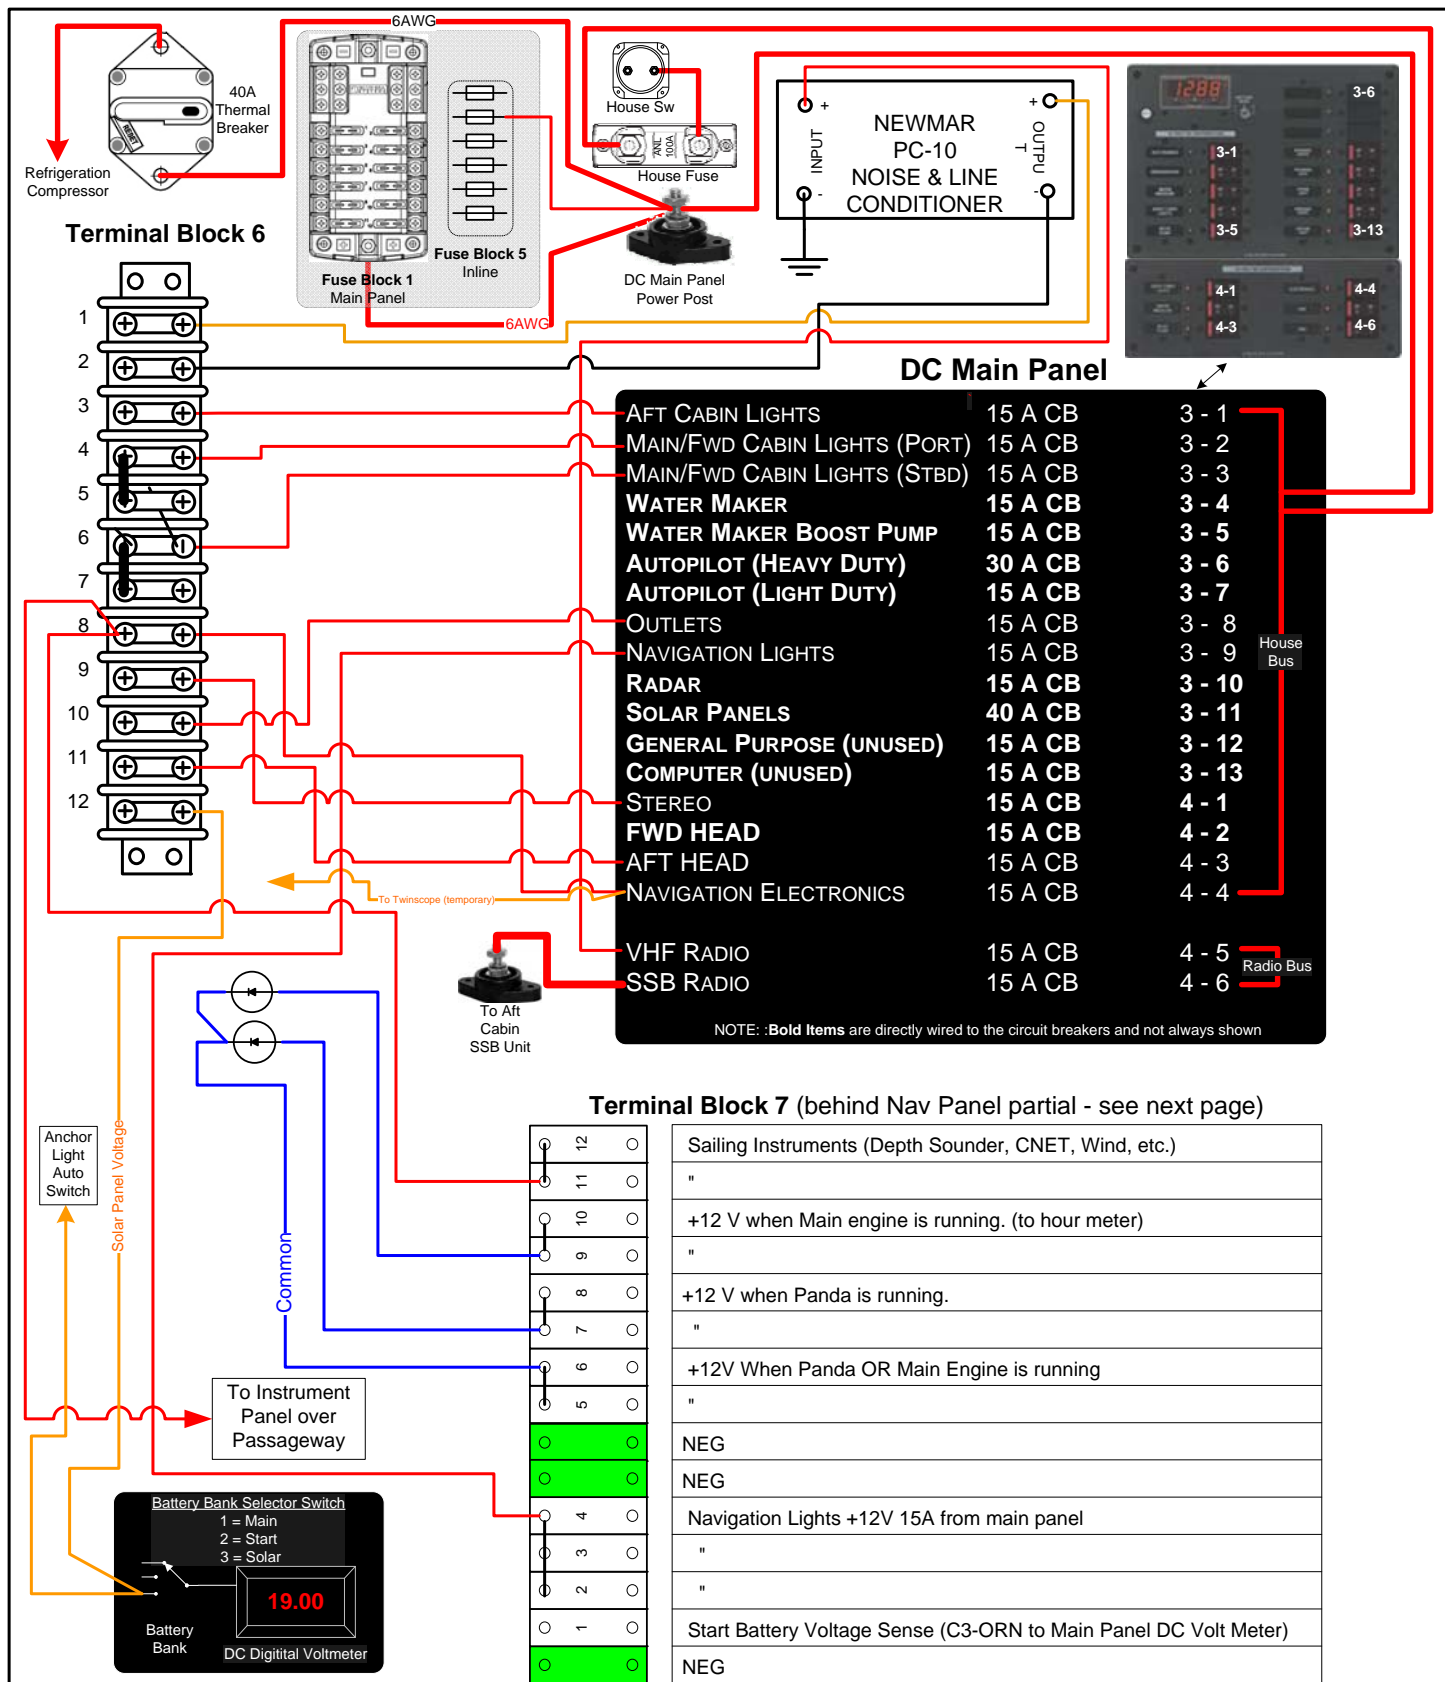 6AWG
40A
Thermal
Breaker
RESET
Refrigeration
Compressor
Fuse Block 5
Inline
Fuse Block 1
Main Panel
6AWG
House Sw
ANL
100A
House Fuse
DC Main Panel
Power Post
+
INPUT
-
NEWMAR
PC-10
NOISE & LINE
CONDITIONER
+
OUTPUT
-
1288
3-6
3-1
3-5
3-13
4-1
4-4
4-3
4-6
Terminal Block 6
1
2
3
4
5
6
7
8
9
10
11
12
DC Main Panel
AFT CABIN LIGHTS 15 A CB 3 - 1
MAIN/FWD CABIN LIGHTS (PORT) 15 A CB 3 - 2
MAIN/FWD CABIN LIGHTS (STBD) 15 A CB 3 - 3
WATER MAKER 15 A CB 3 - 4
WATER MAKER BOOST PUMP 15 A CB 3 - 5
AUTOPILOT (HEAVY DUTY) 30 A CB 3 - 6
AUTOPILOT (LIGHT DUTY) 15 A CB 3 - 7
OUTLETS 15 A CB 3 - 8
NAVIGATION LIGHTS 15 A CB 3 - 9
RADAR 15 A CB 3 - 10
SOLAR PANELS 40 A CB 3 - 11
GENERAL PURPOSE (UNUSED) 15 A CB 3 - 12
COMPUTER (UNUSED) 15 A CB 3 - 13
STEREO 15 A CB 4 - 1
FWD HEAD 15 A CB 4 - 2
AFT HEAD 15 A CB 4 - 3
NAVIGATION ELECTRONICS 15 A CB 4 - 4
VHF RADIO 15 A CB 4 - 5
SSB RADIO 15 A CB 4 - 6
House
Bus
Radio Bus
NOTE: :Bold Items are directly wired to the circuit breakers and not always shown
To Twinscope (temporary)
To Aft
Cabin
SSB Unit
Solar Panel Voltage
Common
Anchor
Light
Auto
Switch
To Instrument
Panel over
Passageway
Terminal Block 7 (behind Nav Panel partial - see next page)
12 Sailing Instruments (Depth Sounder, CNET, Wind, etc.)
11 "
10 +12 V when Main engine is running. (to hour meter)
9 "
8 +12 V when Panda is running.
7 "
6 +12V When Panda OR Main Engine is running
5 "
NEG
NEG
4 Navigation Lights +12V 15A from main panel
3 "
2 "
1 Start Battery Voltage Sense (C3-ORN to Main Panel DC Volt Meter)
NEG
Battery Bank Selector Switch
1 = Main
2 = Start
3 = Solar
19.00
Battery
Bank
DC Digitital Voltmeter